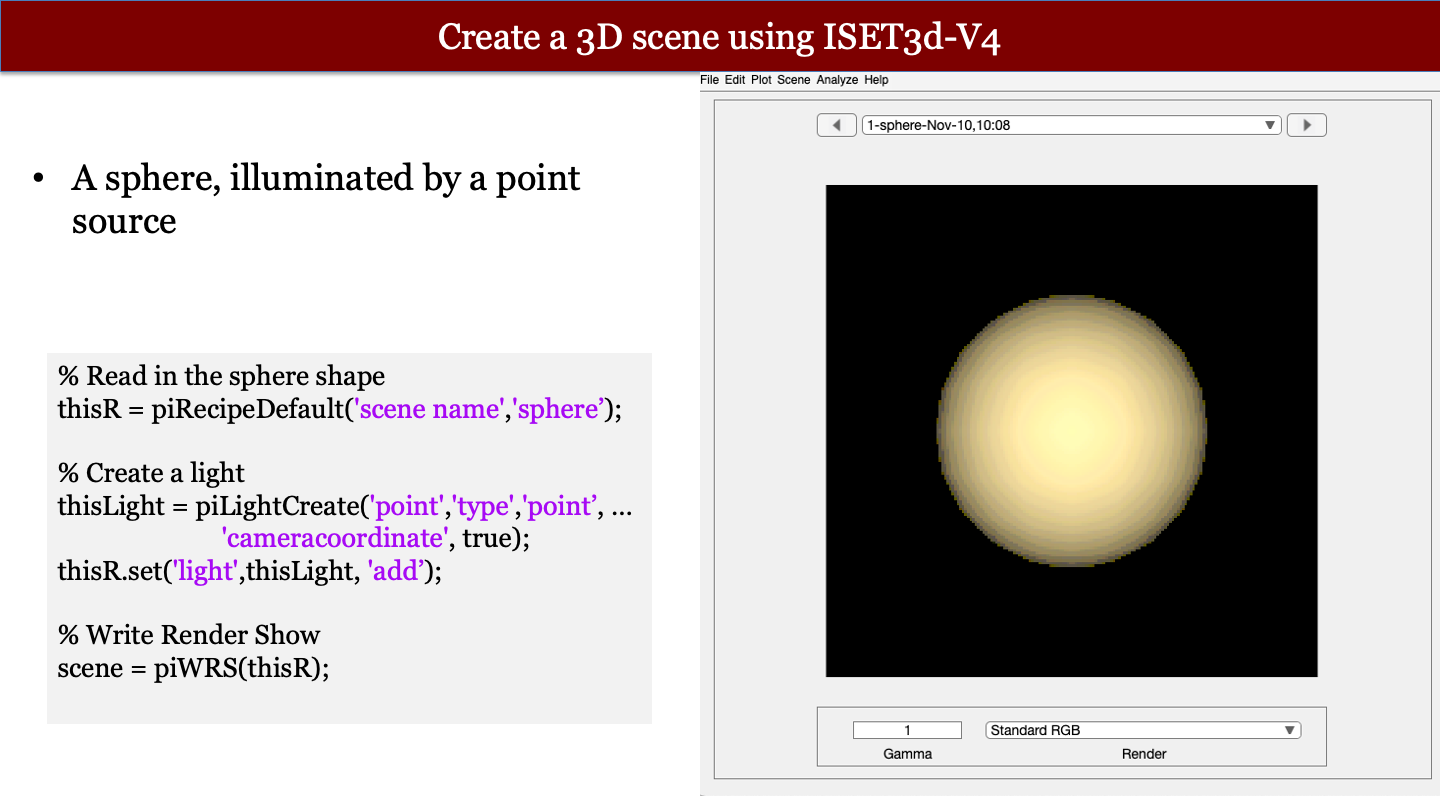 Create a 3D scene using ISET3d-V4
• A sphere, illuminated by a point
source
% Read in the sphere shape
thisR = piRecipeDefault('scene name','sphere’);
% Create a light
thisLight = piLightCreate('point','type','point’, ...
'cameracoordinate', true);
thisR.set('light',thisLight, 'add’);
% Write Render Show
scene = piWRS(thisR);
File Edit Plot Scene Analyze Help
1-sphere-Nov-10,10:08
1
Standard RGB
Gamma
Render